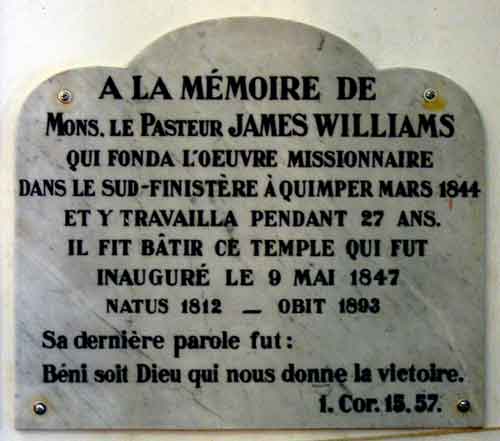 A LA MÉMOIRE DE
MONS. LE PASTEUR JAMES WILLIAMS
QUI FONDA L'OEUVRE MISSIONNAIRE
DANS LE SUD-FINISTÈRE À QUIMPER MARS 1844
ET Y TRAVAILLA PENDANT 27 ANS.
IL FIT BÂTIR CE TEMPLE QUI FUT
INAUGURÉ LE 9 MAI 1847
NATUS 1812 — OBIT 1893
Sa dernière parole fut :
Béni soit Dieu qui nous donne la victoire.
1. Cor. 15. 57.